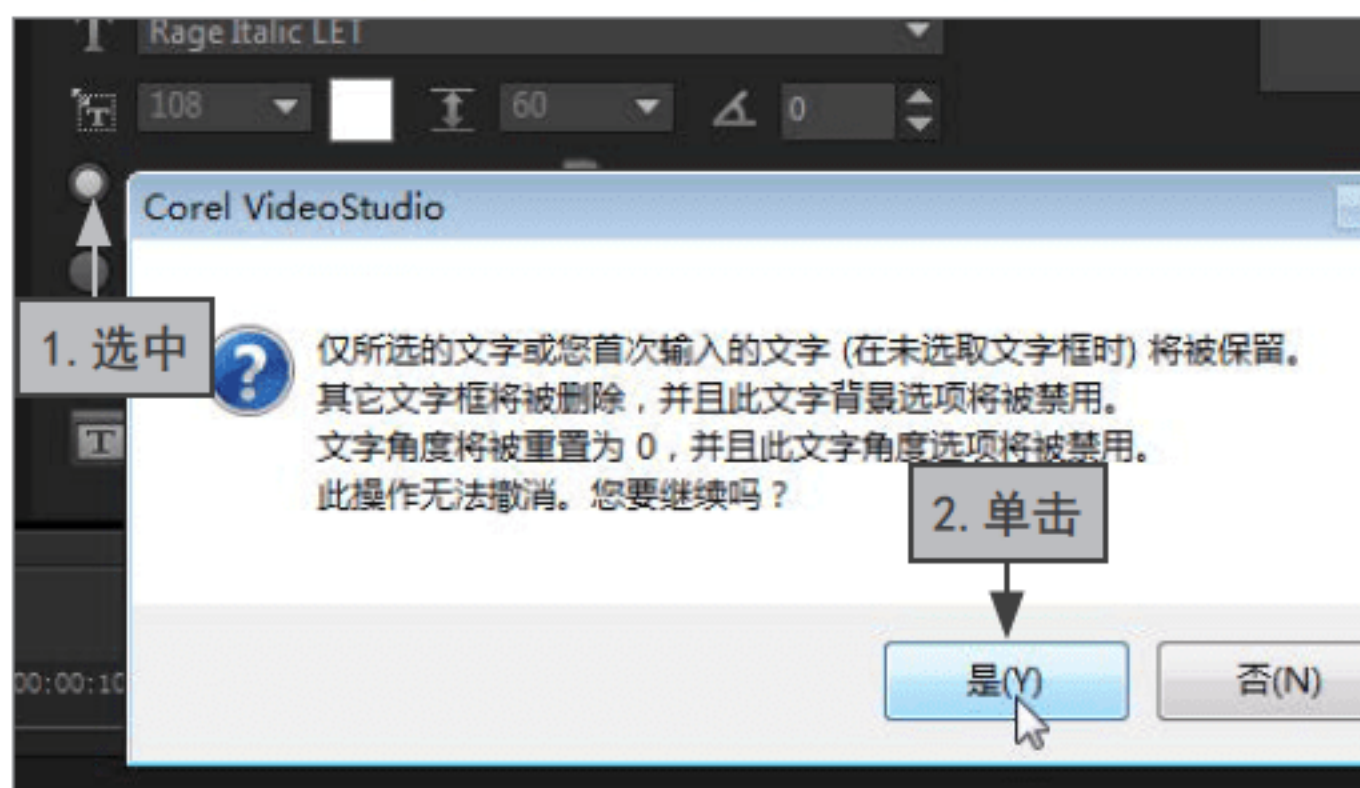 T Rage Italic LET
T 108 60 0
Corel VideoStudio
1. 选中
仅所选的文字或您首次输入的文字 (在未选取文字框时) 将被保留。
其它文字框将被删除，并且此文字背景选项将被禁用。
文字角度将被重置为 0，并且此文字角度选项将被禁用。
T
此操作无法撤消。您要继续吗？
2. 单击
00:00:10
是(Y) 否(N)